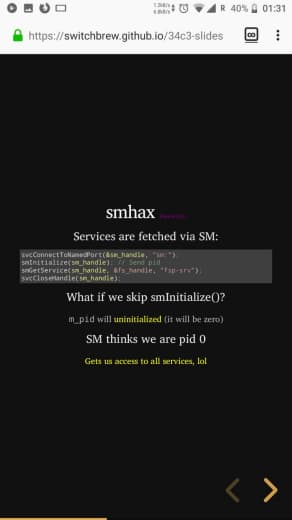 R 40% 01:31
https://switchbrew.github.io/34c3-slides
smhax
Services are fetched via SM:
svcConnectToNamedPort(&sm_handle, "sm:");
smInitialize(sm_handle); // Send pid
smGetService(sm_handle, &fs_handle, "fsp-srv");
svcCloseHandle(sm_handle);
What if we skip smInitialize()?
m_pid will uninitialized (it will be zero)
SM thinks we are pid 0
Gets us access to all services, lol